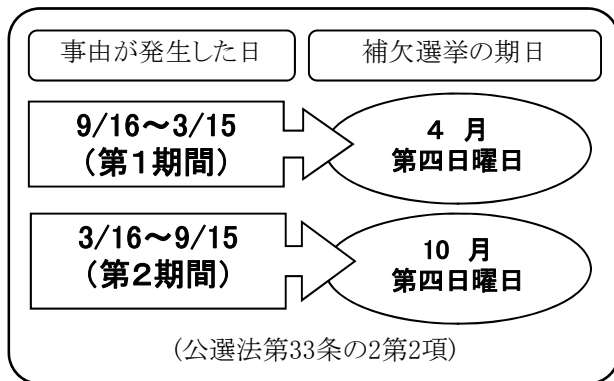 事由が発生した日
補欠選挙の期日
9/16～3/15
(第１期間)
４ 月
第四日曜日
3/16～9/15
(第２期間)
10 月
第四日曜日
(公選法第33条の2第2項)